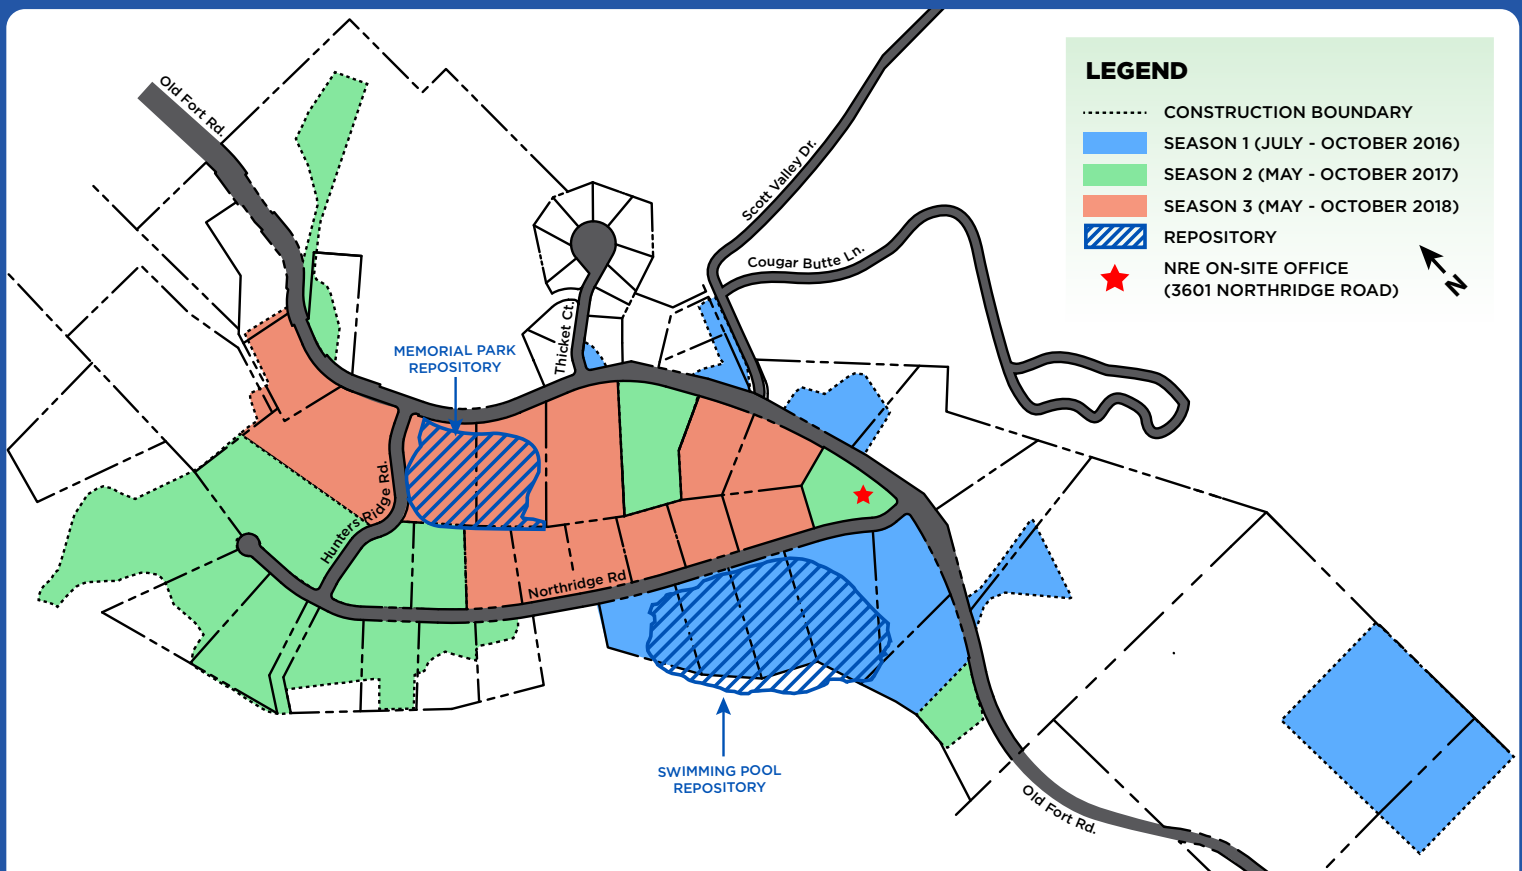 Old Fort Rd.
Scott Valley Dr.
Cougar Butte Ln.
Thicket Ct.
MEMORIAL PARK
REPOSITORY
Hunters Ridge Rd.
Northridge Rd
SWIMMING POOL
REPOSITORY
Old Fort Rd.
LEGEND
CONSTRUCTION BOUNDARY
SEASON 1 (JULY - OCTOBER 2016)
SEASON 2 (MAY - OCTOBER 2017)
SEASON 3 (MAY - OCTOBER 2018)
REPOSITORY
NRE ON-SITE OFFICE
(3601 NORTHRIDGE ROAD)
N